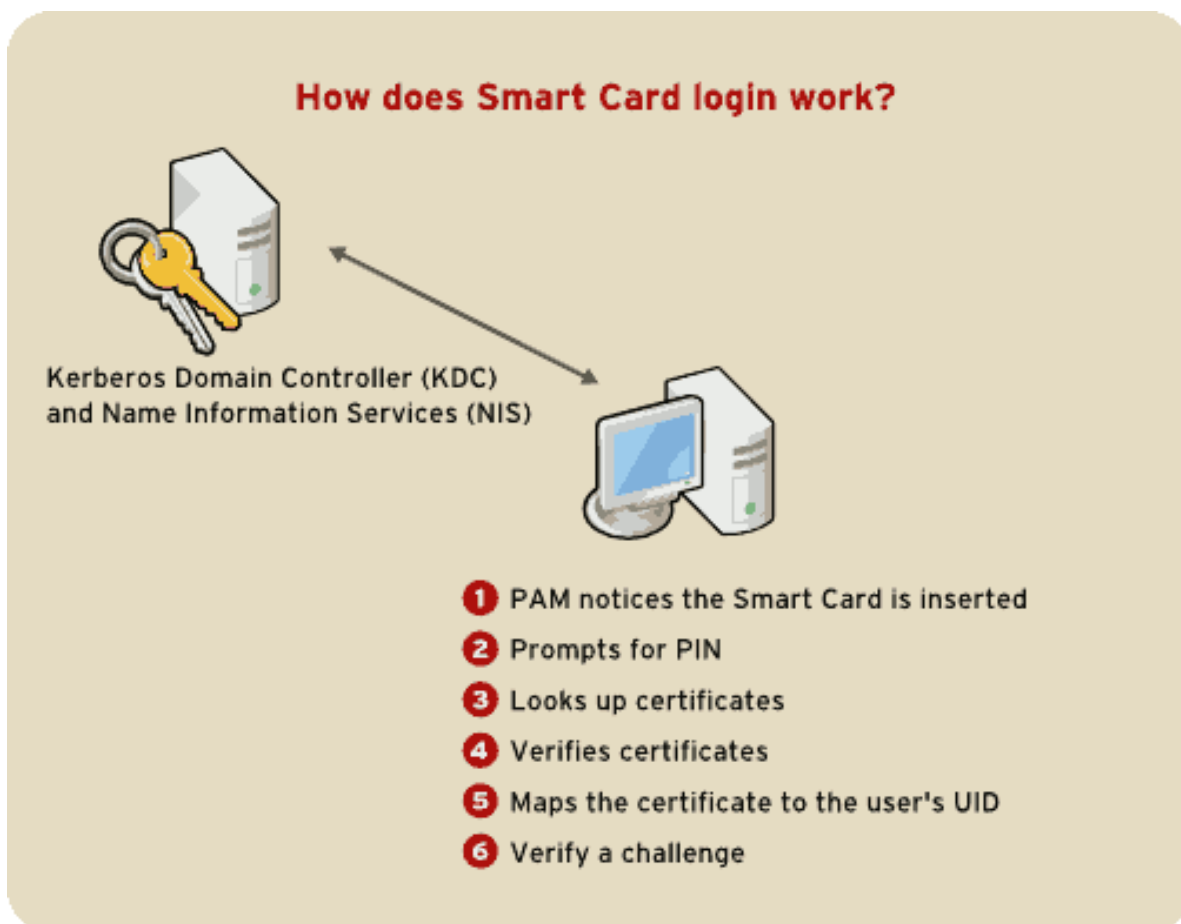 How does Smart Card login work?
Kerberos Domain Controller (KDC)
and Name Information Services (NIS)
1 PAM notices the Smart Card is inserted
2 Prompts for PIN
3 Looks up certificates
4 Verifies certificates
5 Maps the certificate to the user's UID
6 Verify a challenge